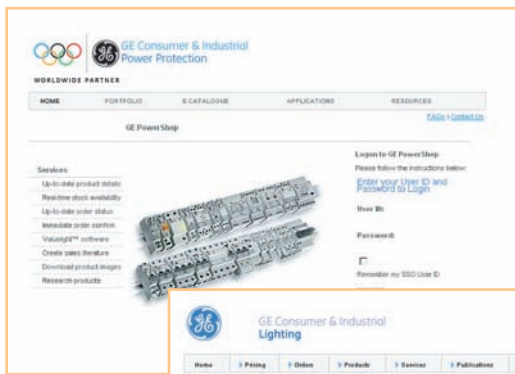 GE Consumer & Industrial
Power Protection
WORLDWIDE PARTNER
HOME PORTFOLIO E-CATALOGUE APPLICATIONS RESOURCES
FAQs | Contact Us
GE PowerShop
Services
Up-to-date product details
Real-time stock availability
Up-to-date order status
Immediate order confirm.
Valuelight™ software
Create sales literature
Download product images
Research products
Logon to GE PowerShop
Please follow the instructions below:
Enter your User ID and
Password to Login
User ID:
Password:
Remember my SSO User ID
GE Consumer & Industrial
Lighting
Home Pricing Orders Products Services Publications